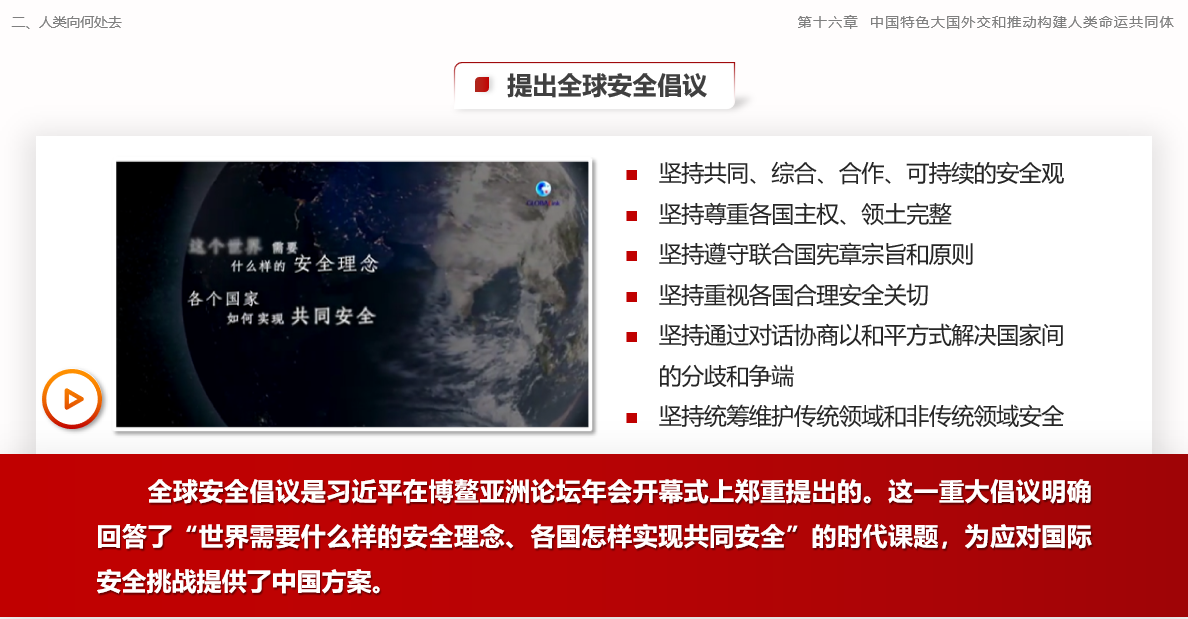 二、人类向何处去
第十六章 中国特色大国外交和推动构建人类命运共同体
提出全球安全倡议
这个世界 需要
什么样的 安全理念
各个国家
如何实现 共同安全
坚持共同、综合、合作、可持续的安全观
坚持尊重各国主权、领土完整
坚持遵守联合国宪章宗旨和原则
坚持重视各国合理安全关切
坚持通过对话协商以和平方式解决国家间
的分歧和争端
坚持统筹维护传统领域和非传统领域安全
全球安全倡议是习近平在博鳌亚洲论坛年会开幕式上郑重提出的。这一重大倡议明确
回答了“世界需要什么样的安全理念、各国怎样实现共同安全”的时代课题，为应对国际
安全挑战提供了中国方案。